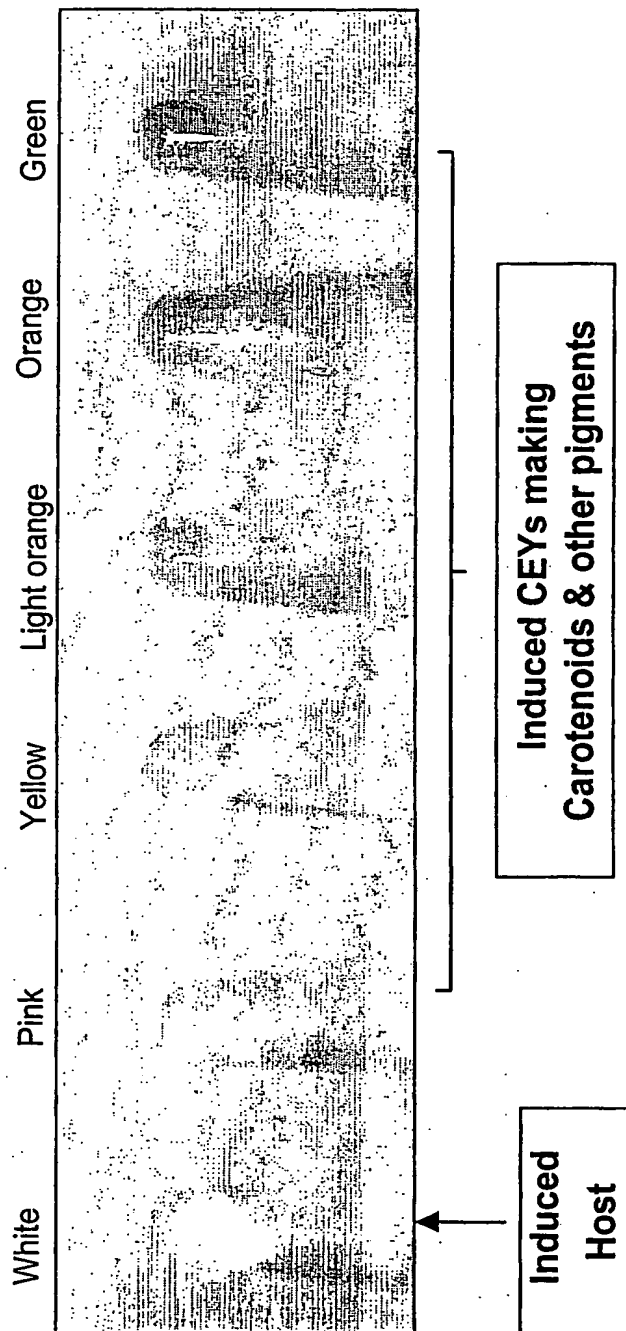 White
Pink
Yellow
Light orange
Orange
Green
Induced
Host
Induced CEYs making
Carotenoids & other pigments